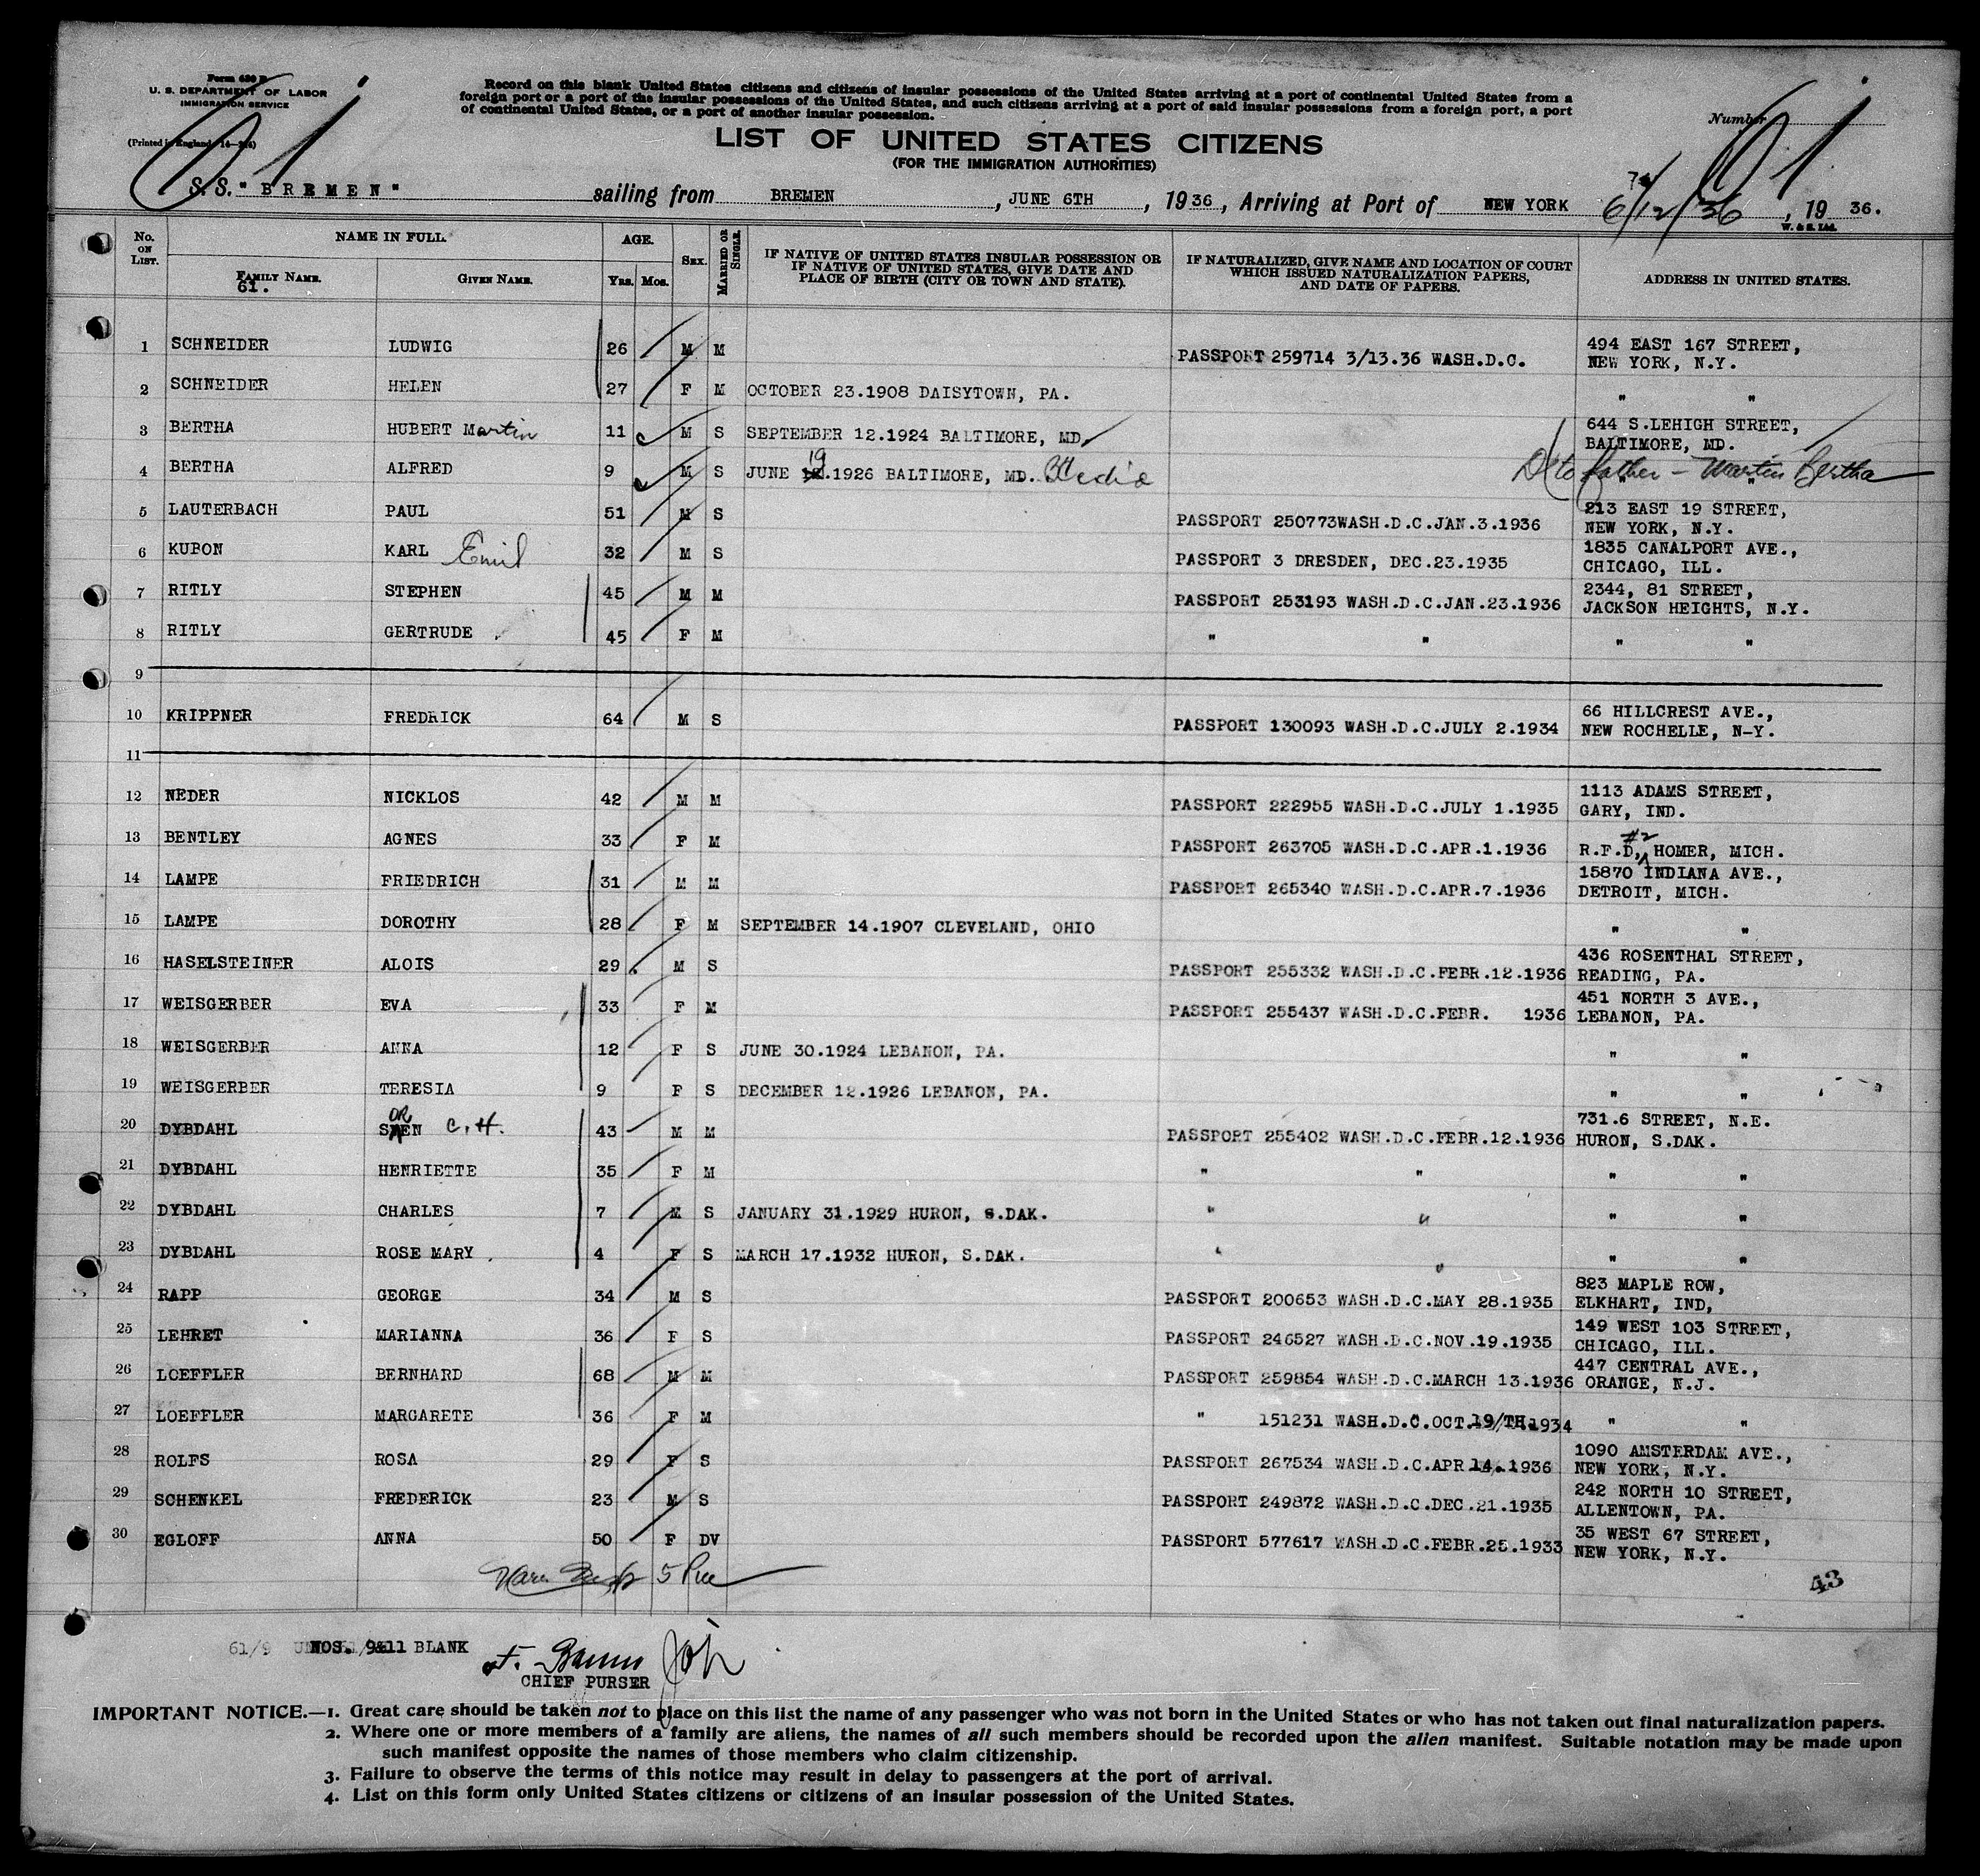 Form 630 B
U. S. DEPARTMENT OF LABOR
IMMIGRATION SERVICE
(Printed in England
61
Record on this blank United States citizens and citizens of insular possessions of the United States arriving at a port of continental United States from a
foreign port or a port of the insular possessions of the United States, and such citizens arriving at a port of said insular possessions from a foreign port, a port
of continental United States, or a port of another insular possession.
Number 61
LIST OF UNITED STATES CITIZENS
(FOR THE IMMIGRATION AUTHORITIES)
S.S. "BREMEN" sailing from BREMEN, JUNE 6TH, 1936, Arriving at Port of NEW YORK 6/12/36, 1936.
W. & S. Ltd.
No. ON LIST. NAME IN FULL. AGE. SEX. MARRIED OR SINGLE. IF NATIVE OF UNITED STATES INSULAR POSSESSION OR IF NATIVE OF UNITED STATES, GIVE DATE AND PLACE OF BIRTH (CITY OR TOWN AND STATE). IF NATURALIZED, GIVE NAME AND LOCATION OF COURT WHICH ISSUED NATURALIZATION PAPERS, AND DATE OF PAPERS. ADDRESS IN UNITED STATES.
FAMILY NAME. GIVEN NAME. Yrs. Mos.
61.
1 SCHNEIDER LUDWIG 26 M M PASSPORT 259714 3/13.36 WASH.D.C. 494 EAST 167 STREET,
NEW YORK, N.Y.
2 SCHNEIDER HELEN 27 F M OCTOBER 23.1908 DAISYTOWN, PA. " "
3 BERTHA HUBERT Martin 11 M S SEPTEMBER 12.1924 BALTIMORE, MD. 644 S.LEHIGH STREET,
BALTIMORE, MD.
4 BERTHA ALFRED 9 M S JUNE 19.1926 BALTIMORE, MD. D/c to father - Martin Bertha
" "
5 LAUTERBACH PAUL 51 M S PASSPORT 250773WASH.D.C.JAN.3.1936 213 EAST 19 STREET,
NEW YORK, N.Y.
6 KUBON KARL Emil 32 M S PASSPORT 3 DRESDEN, DEC.23.1935 1835 CANALPORT AVE.,
CHICAGO, ILL.
7 RITLY STEPHEN 45 M M PASSPORT 253193 WASH.D.C.JAN.23.1936 2344, 81 STREET,
JACKSON HEIGHTS, N.Y.
8 RITLY GERTRUDE 45 F M " " " "
9
10 KRIPPNER FREDRICK 64 M S PASSPORT 130093 WASH.D.C.JULY 2.1934 66 HILLCREST AVE.,
NEW ROCHELLE, N-Y.
11
12 NEDER NICKLOS 42 M M PASSPORT 222955 WASH.D.C.JULY 1.1935 1113 ADAMS STREET,
GARY, IND.
13 BENTLEY AGNES 33 F M PASSPORT 263705 WASH.D.C.APR.1.1936 R.F.D, #2 HOMER, MICH.
14 LAMPE FRIEDRICH 31 M M PASSPORT 265340 WASH.D.C.APR.7.1936 15870 INDIANA AVE.,
DETROIT, MICH.
15 LAMPE DOROTHY 28 F M SEPTEMBER 14.1907 CLEVELAND, OHIO " "
16 HASELSTEINER ALOIS 29 M S PASSPORT 255332 WASH.D.C.FEBR.12.1936 436 ROSENTHAL STREET,
READING, PA.
17 WEISGERBER EVA 33 F M PASSPORT 255437 WASH.D.C.FEBR. 1936 451 NORTH 3 AVE.,
LEBANON, PA.
18 WEISGERBER ANNA 12 F S JUNE 30.1924 LEBANON, PA. " "
19 WEISGERBER TERESIA 9 F S DECEMBER 12.1926 LEBANON, PA. " "
20 DYBDAHL SOREN C.H. 43 M M PASSPORT 255402 WASH.D.C.FEBR.12.1936 731.6 STREET, N.E.
HURON, S.DAK.
21 DYBDAHL HENRIETTE 35 F M " " " "
22 DYBDAHL CHARLES 7 M S JANUARY 31.1929 HURON, S.DAK. " " " "
23 DYBDAHL ROSE MARY 4 F S MARCH 17.1932 HURON, S.DAK. " " " "
24 RAPP GEORGE 34 M S PASSPORT 200653 WASH.D.C.MAY 28.1935 823 MAPLE ROW,
ELKHART, IND,
25 LEHRET MARIANNA 36 F S PASSPORT 246527 WASH.D.C.NOV.19.1935 149 WEST 103 STREET,
CHICAGO, ILL.
26 LOEFFLER BERNHARD 68 M M PASSPORT 259854 WASH.D.C.MARCH 13.1936 447 CENTRAL AVE.,
ORANGE, N.J.
27 LOEFFLER MARGARETE 36 F M " 151231 WASH.D.C.OCT.19/TH.1934 " "
28 ROLFS ROSA 29 F S PASSPORT 267534 WASH.D.C.APR.14.1936 1090 AMSTERDAM AVE.,
NEW YORK, N.Y.
29 SCHENKEL FREDERICK 23 M S PASSPORT 249872 WASH.D.C.DEC.21.1935 242 NORTH 10 STREET,
ALLENTOWN, PA.
30 EGLOFF ANNA 50 F DV PASSPORT 577617 WASH.D.C.FEBR.25.1933 35 WEST 67 STREET,
NEW YORK, N.Y.
43
61/9 NOS. 9&11 BLANK
CHIEF PURSER
IMPORTANT NOTICE.—1. Great care should be taken not to place on this list the name of any passenger who was not born in the United States or who has not taken out final naturalization papers.
2. Where one or more members of a family are aliens, the names of all such members should be recorded upon the alien manifest. Suitable notation may be made upon
such manifest opposite the names of those members who claim citizenship.
3. Failure to observe the terms of this notice may result in delay to passengers at the port of arrival.
4. List on this form only United States citizens or citizens of an insular possession of the United States.